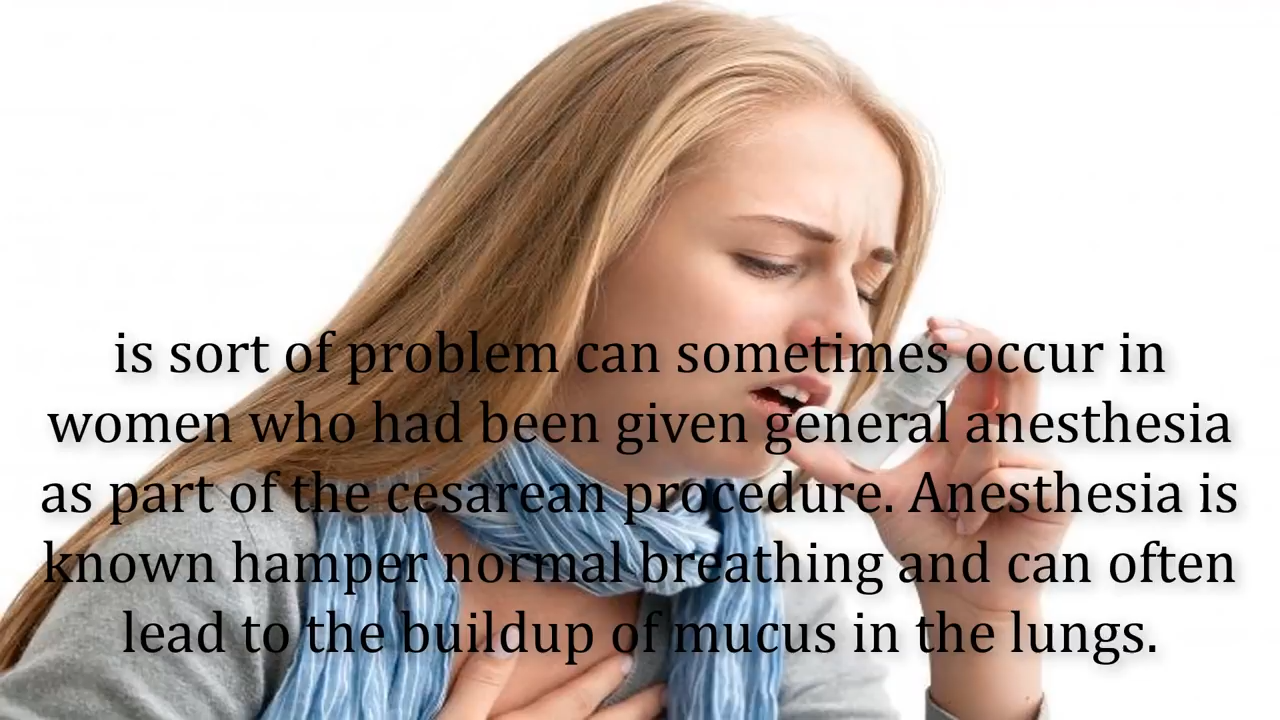 is sort of problem can sometimes occur in
women who had been given general anesthesia
as part of the cesarean procedure. Anesthesia is
known hamper normal breathing and can often
lead to the buildup of mucus in the lungs.